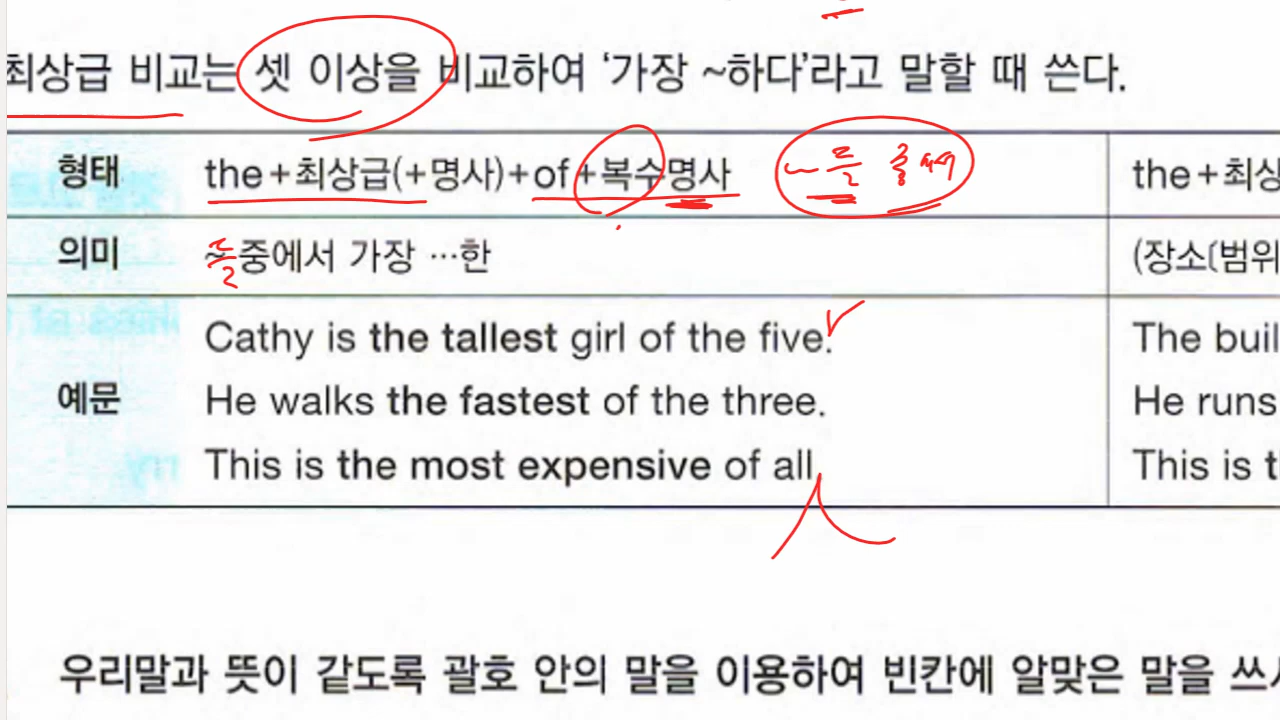 최상급 비교는 셋 이상을 비교하여 ‘가장 ~하다’라고 말할 때 쓴다.
형태 the+최상급(+명사)+of+복수명사 ~들 중에서 the+최상
의미 들 중에서 가장 …한 (장소〔범위
Cathy is the tallest girl of the five. The buil
예문 He walks the fastest of the three. He runs
This is the most expensive of all. This is t
우리말과 뜻이 같도록 괄호 안의 말을 이용하여 빈칸에 알맞은 말을 쓰시